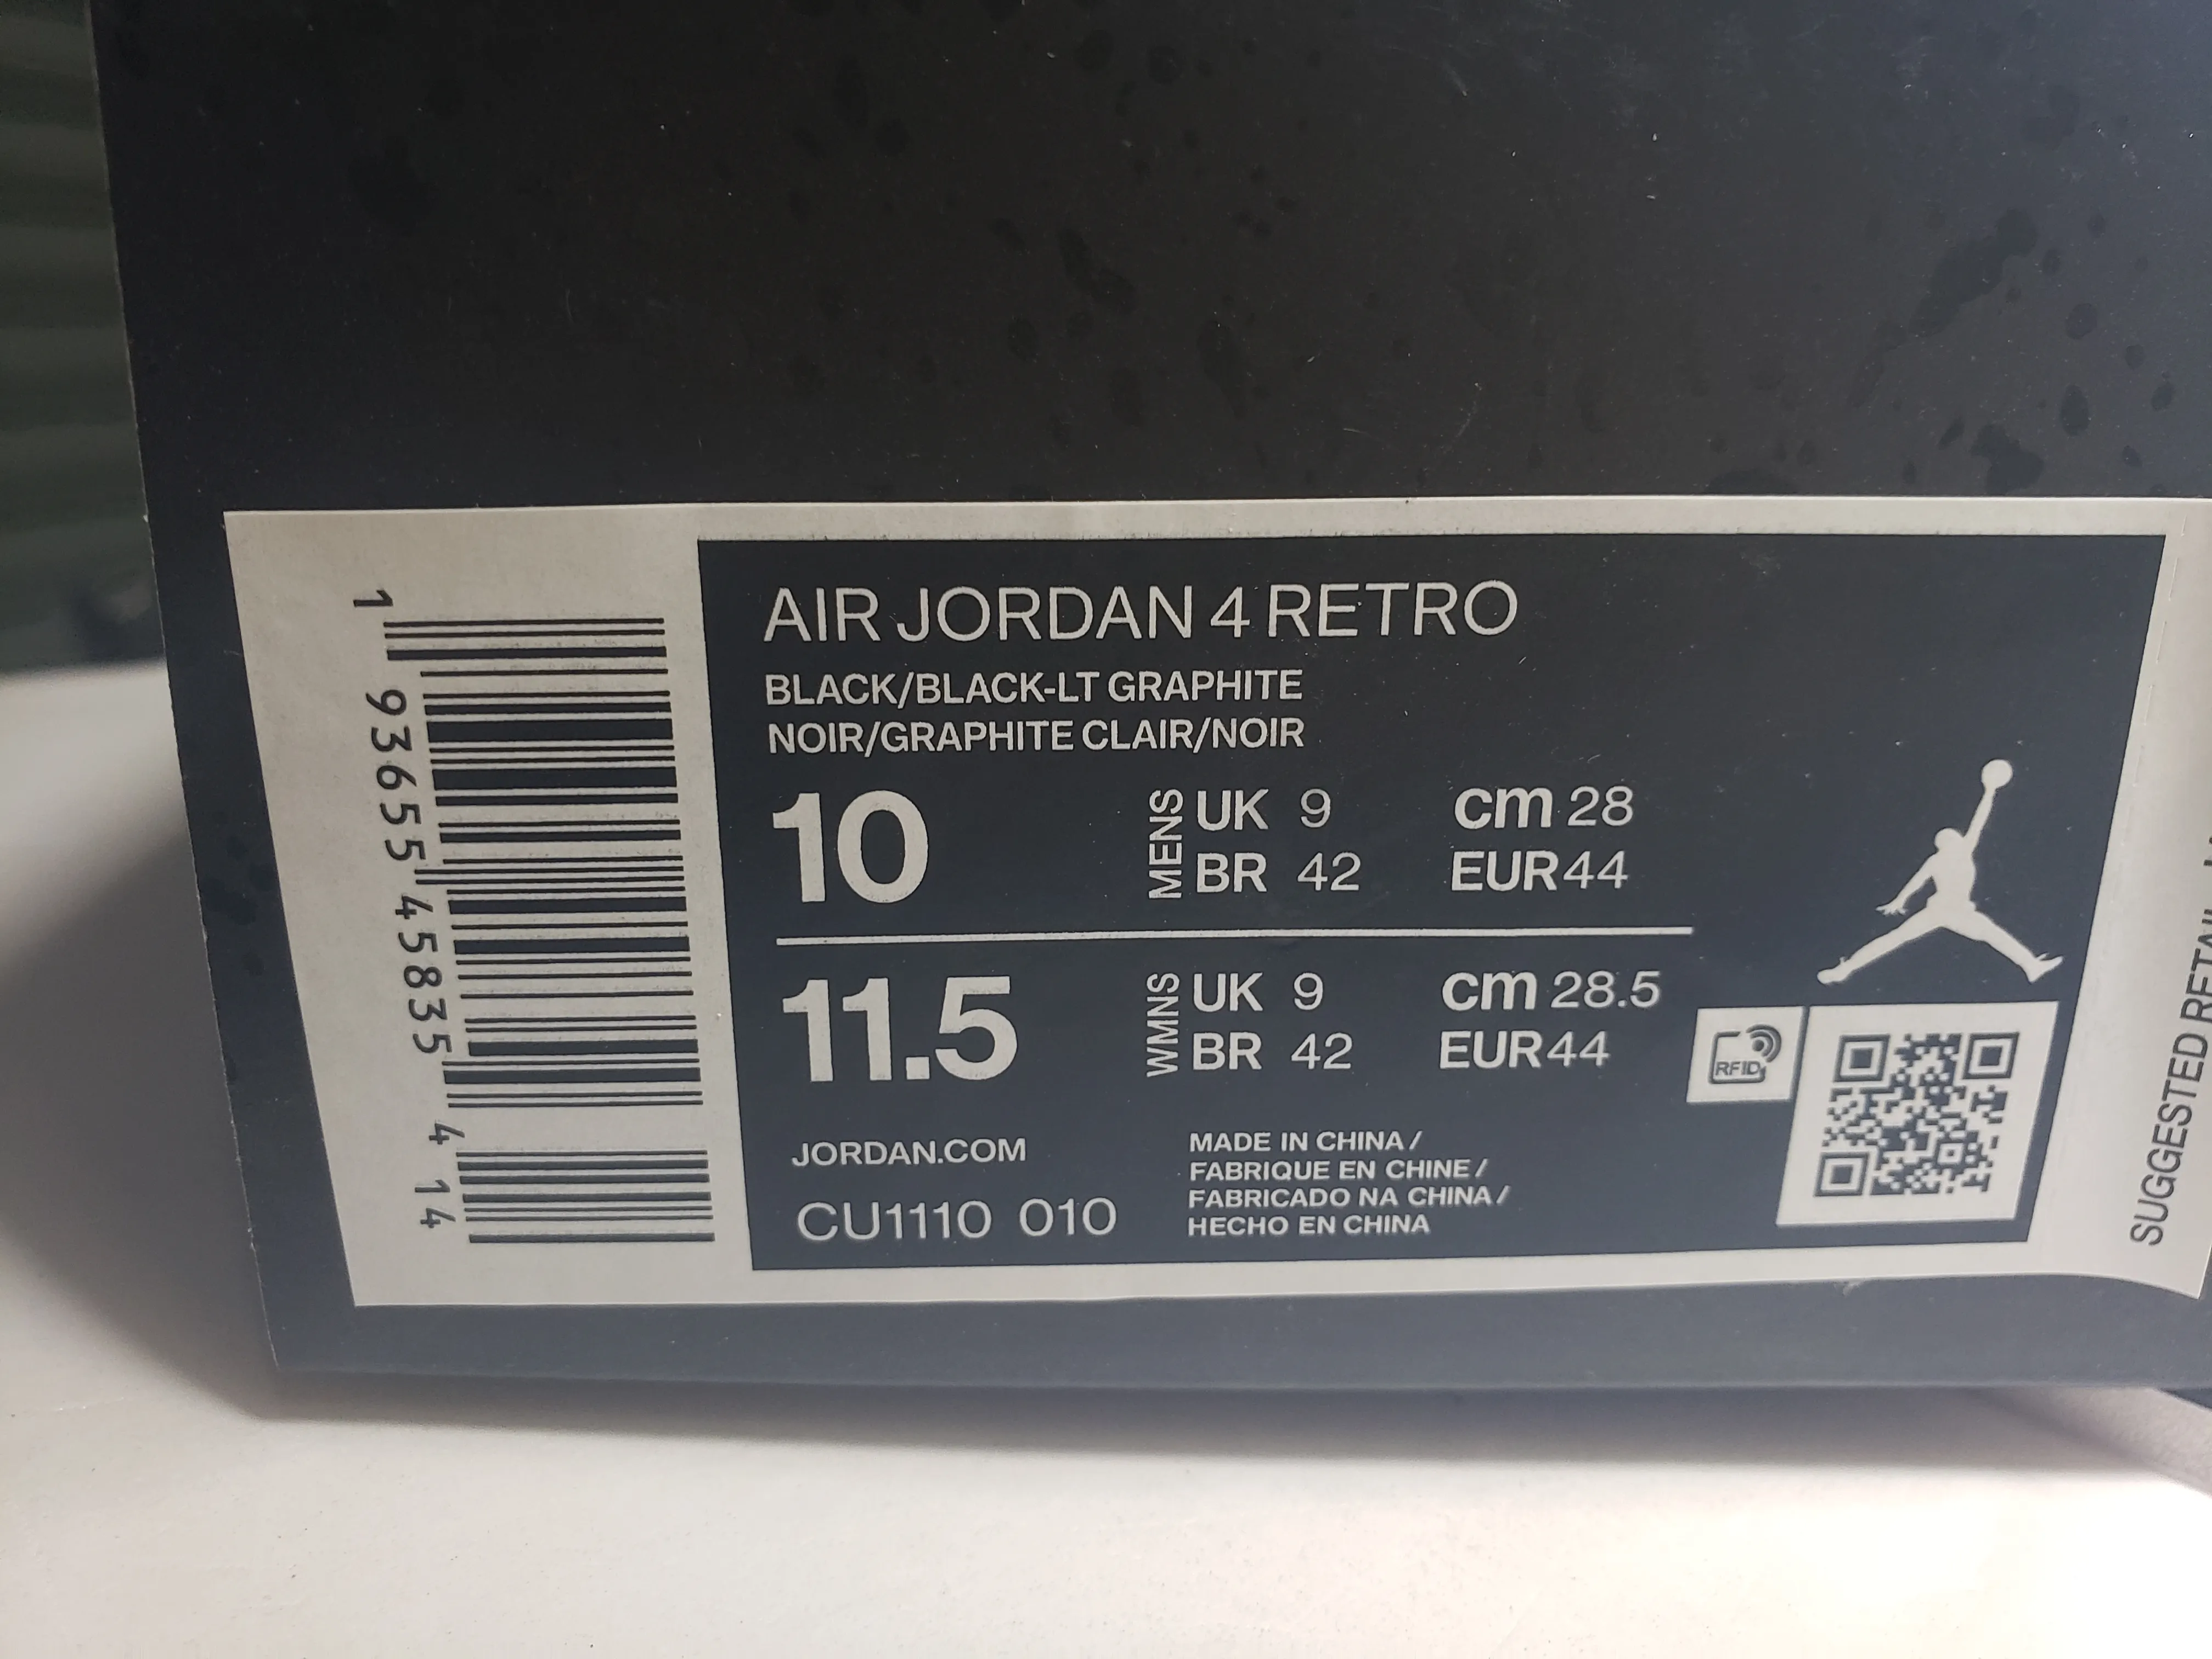 1 93655 45835 4 14
AIR JORDAN 4 RETRO
BLACK/BLACK-LT GRAPHITE
NOIR/GRAPHITE CLAIR/NOIR
10 MENS UK 9 cm 28
BR 42 EUR 44
11.5 WMNS UK 9 cm 28.5
BR 42 EUR 44
RFID
JORDAN.COM
CU1110 010
MADE IN CHINA /
FABRIQUE EN CHINE /
FABRICADO NA CHINA /
HECHO EN CHINA
SUGGESTED RETAIL